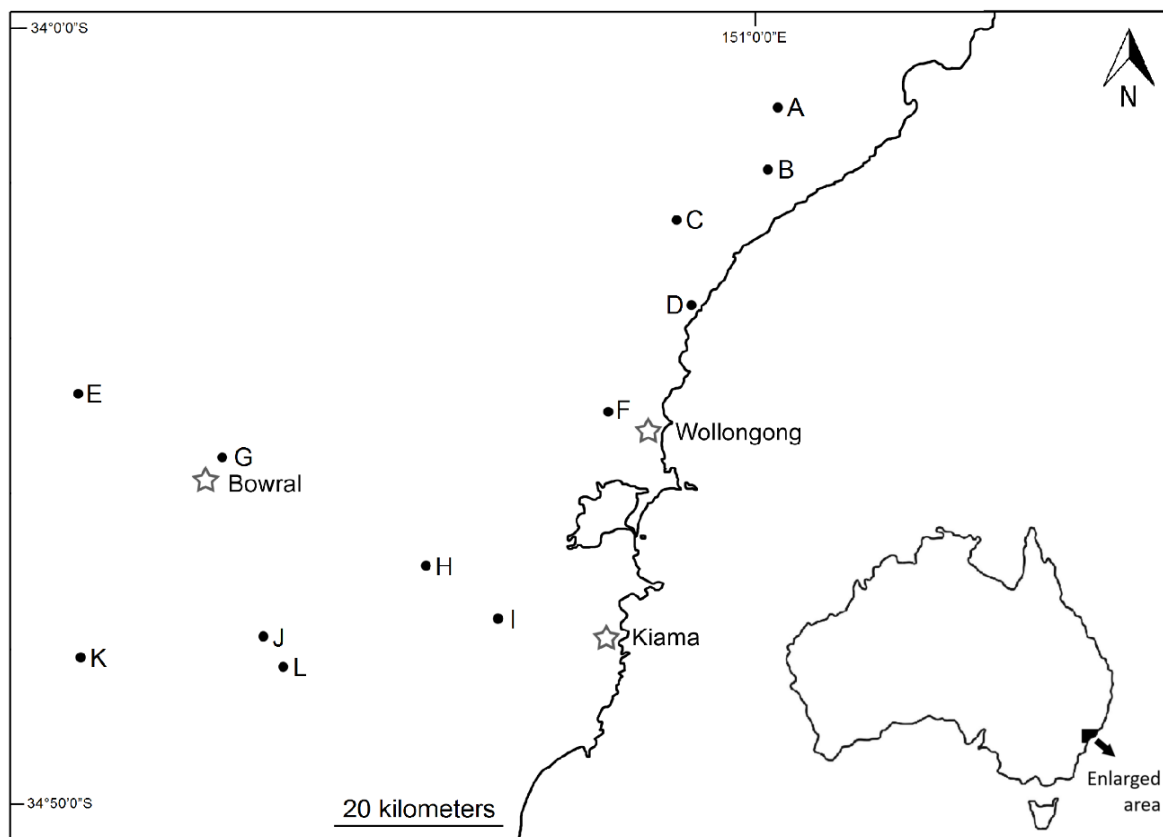 34°0'0"S
151°0'0"E
N
A
B
C
D
E
F
Wollongong
G
Bowral
H
I
Kiama
J
K
L
Enlarged
area
34°50'0"S
20 kilometers